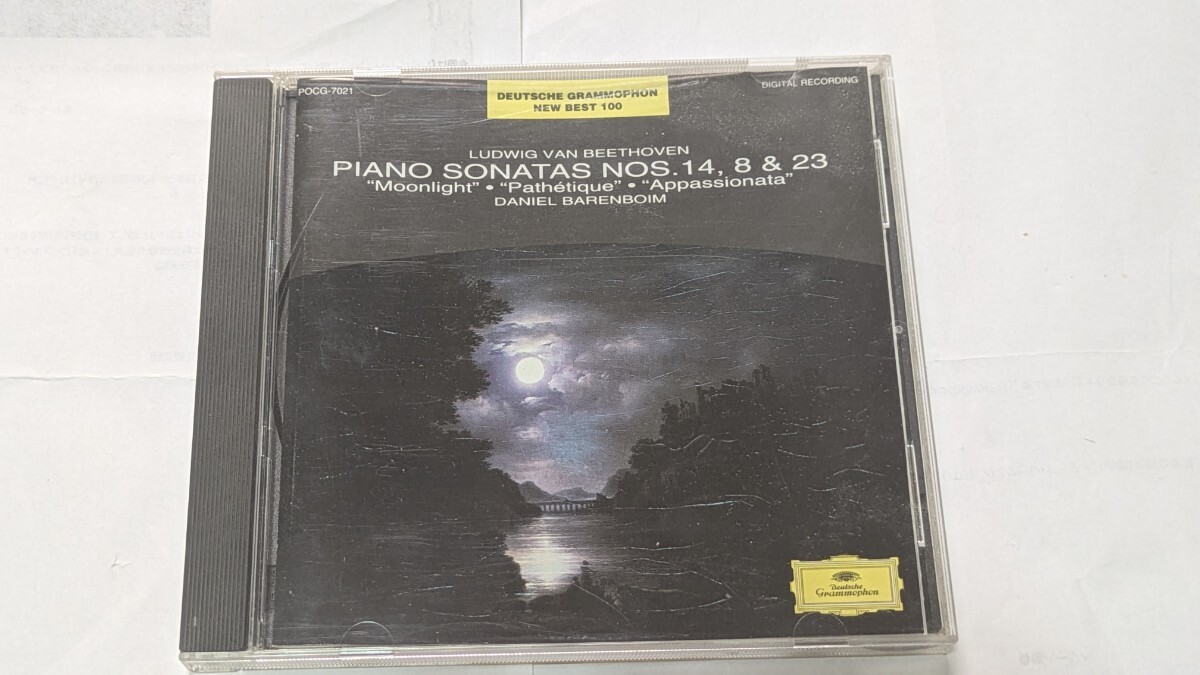 POCG-7021
DEUTSCHE GRAMMOPHON
NEW BEST 100
DIGITAL RECORDING
LUDWIG VAN BEETHOVEN
PIANO SONATAS NOS.14, 8 & 23
“Moonlight” • “Pathétique” • “Appassionata”
DANIEL BARENBOIM
Deutsche
Grammophon